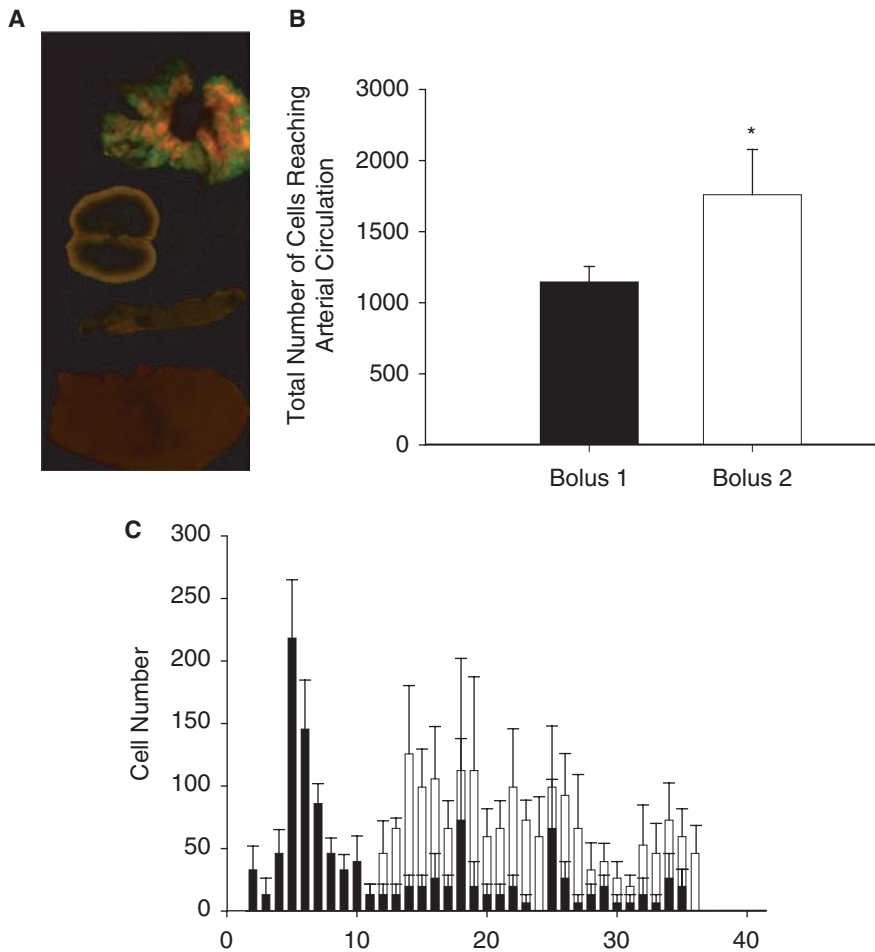 A
B
3000
2000
1500
1000
500
0
Total Number of Cells Reaching
Arterial Circulation
*
Bolus 1
Bolus 2
C
300
250
200
150
100
50
0
Cell Number
0 10 20 30 40